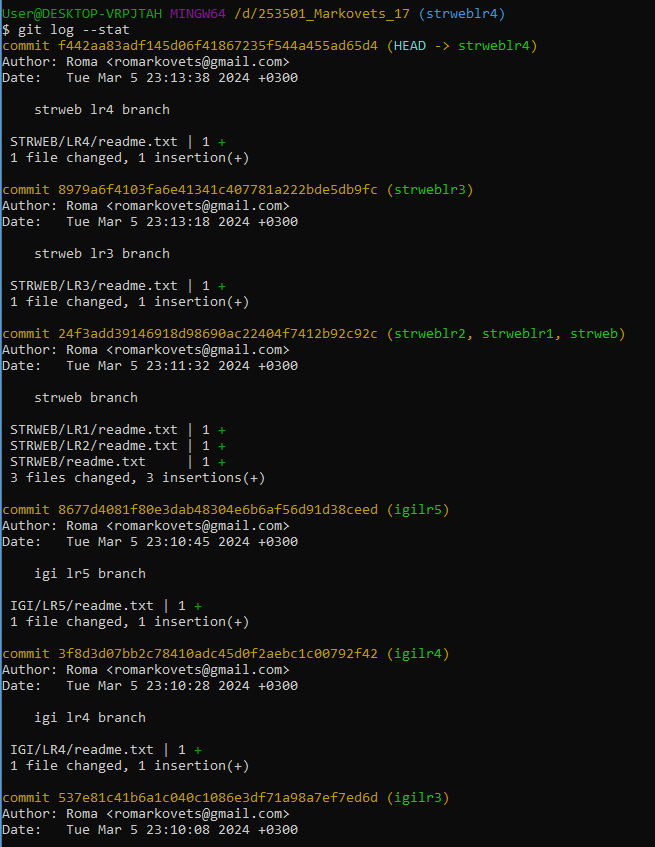 User@DESKTOP-VRPJTAH MINGW64 /d/253501_Markovets_17 (strweblr4)
$ git log --stat
commit f442aa83adf145d06f41867235f544a455ad65d4 (HEAD -> strweblr4)
Author: Roma <romarkovets@gmail.com>
Date:   Tue Mar 5 23:13:38 2024 +0300

    strweb lr4 branch

 STRWEB/LR4/readme.txt | 1 +
 1 file changed, 1 insertion(+)

commit 8979a6f4103fa6e41341c407781a222bde5db9fc (strweblr3)
Author: Roma <romarkovets@gmail.com>
Date:   Tue Mar 5 23:13:18 2024 +0300

    strweb lr3 branch

 STRWEB/LR3/readme.txt | 1 +
 1 file changed, 1 insertion(+)

commit 24f3add39146918d98690ac22404f7412b92c92c (strweblr2, strweblr1, strweb)
Author: Roma <romarkovets@gmail.com>
Date:   Tue Mar 5 23:11:32 2024 +0300

    strweb branch

 STRWEB/LR1/readme.txt | 1 +
 STRWEB/LR2/readme.txt | 1 +
 STRWEB/readme.txt     | 1 +
 3 files changed, 3 insertions(+)

commit 8677d4081f80e3dab48304e6b6af56d91d38ceed (igilr5)
Author: Roma <romarkovets@gmail.com>
Date:   Tue Mar 5 23:10:45 2024 +0300

    igi lr5 branch

 IGI/LR5/readme.txt | 1 +
 1 file changed, 1 insertion(+)

commit 3f8d3d07bb2c78410adc45d0f2aebc1c00792f42 (igilr4)
Author: Roma <romarkovets@gmail.com>
Date:   Tue Mar 5 23:10:28 2024 +0300

    igi lr4 branch

 IGI/LR4/readme.txt | 1 +
 1 file changed, 1 insertion(+)

commit 537e81c41b6a1c040c1086e3df71a98a7ef7ed6d (igilr3)
Author: Roma <romarkovets@gmail.com>
Date:   Tue Mar 5 23:10:08 2024 +0300